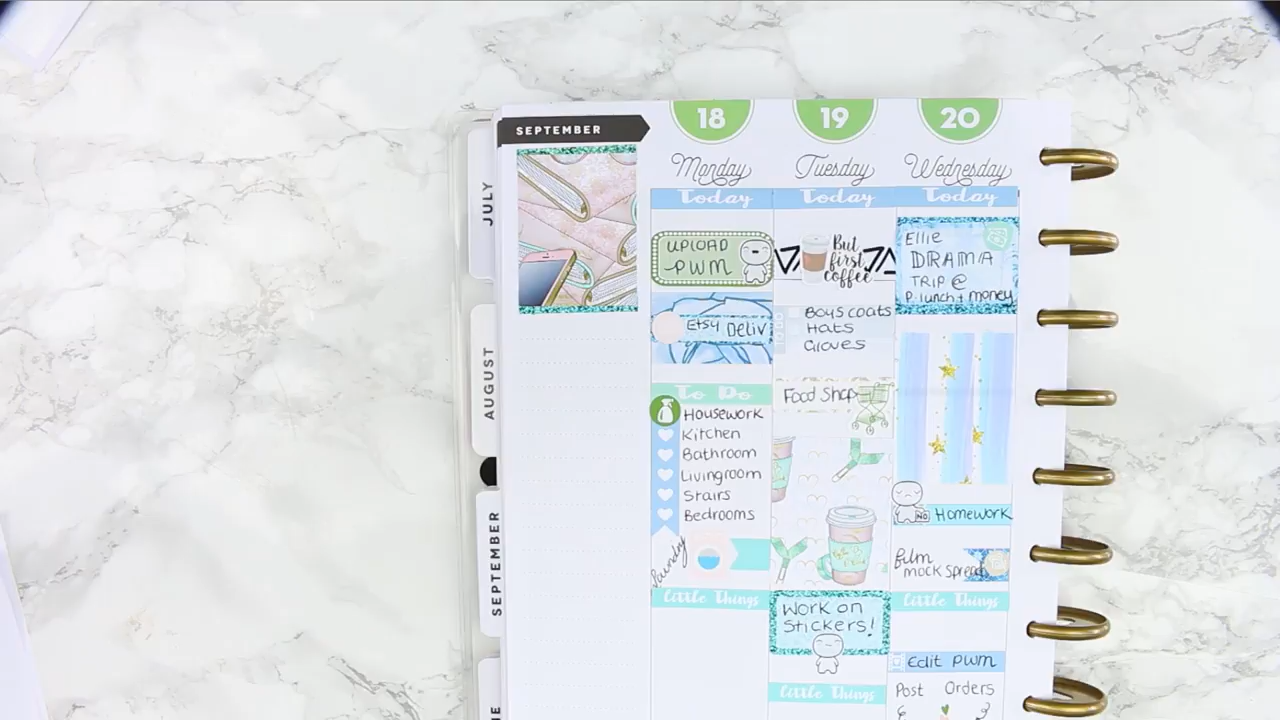 JULY
AUGUST
SEPTEMBER
SEPTEMBER
18
Monday
Today
UPLOAD
PWM
Etsy Deliv
To Do
Housework
Kitchen
Bathroom
Livingroom
Stairs
Bedrooms
Laundry
Little Things
19
Tuesday
Today
But
first
coffee
Boys coats
Hats
Gloves
Food Shop
Work on
Stickers!
Little Things
20
Wednesday
Today
Ellie
DRAMA
TRIP @
P. lunch + money
NO
Homework
film
mock spread
Little Things
Edit PWM
Post Orders